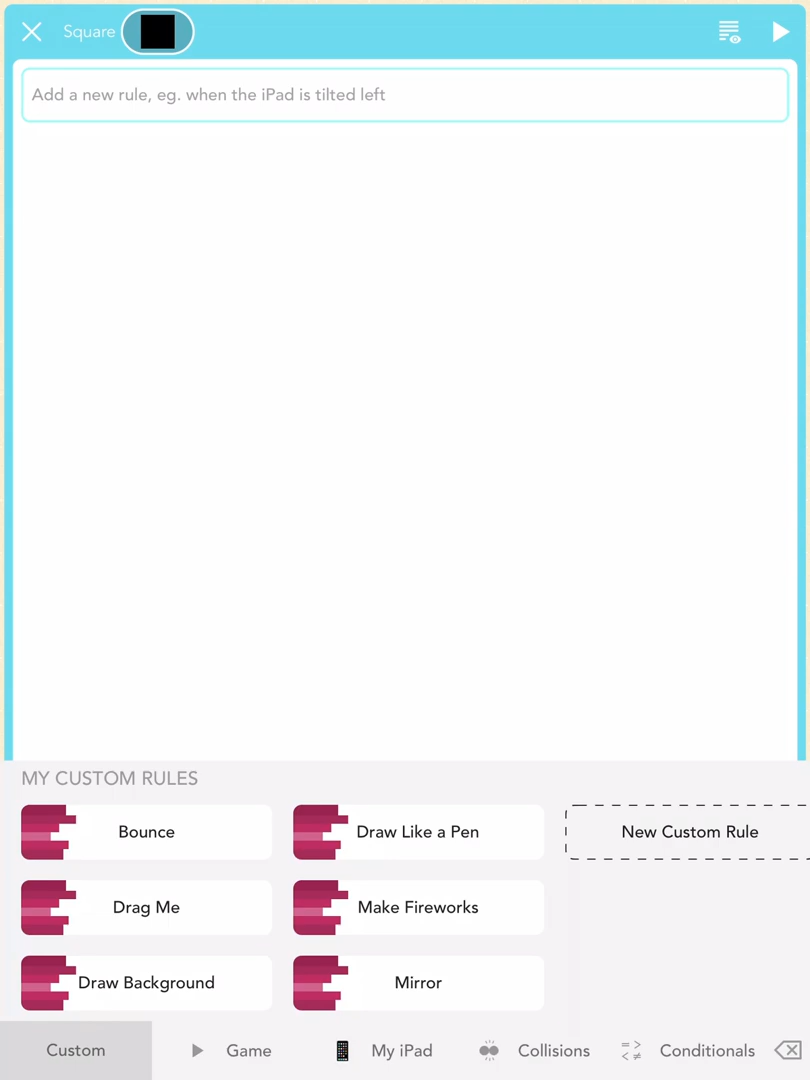 Square
Add a new rule, eg. when the iPad is tilted left
MY CUSTOM RULES
Bounce
Draw Like a Pen
New Custom Rule
Drag Me
Make Fireworks
Draw Background
Mirror
Custom
Game
My iPad
Collisions
Conditionals